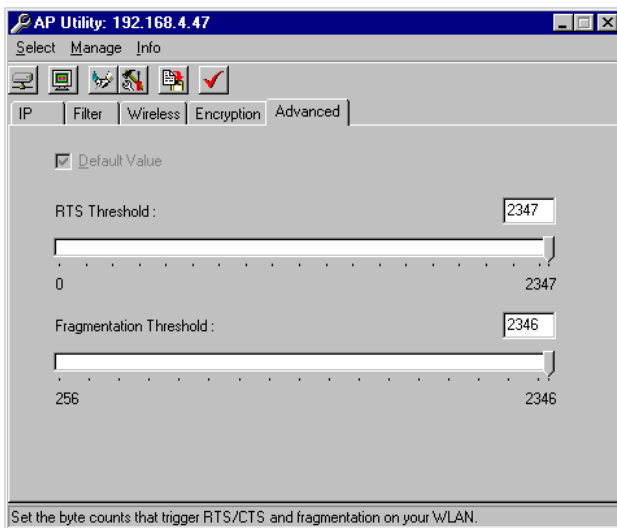 AP Utility: 192.168.4.47
Select Manage Info
IP Filter Wireless Encryption Advanced
Default Value
RTS Threshold : 2347
0 2347
Fragmentation Threshold : 2346
256 2346
Set the byte counts that trigger RTS/CTS and fragmentation on your WLAN.